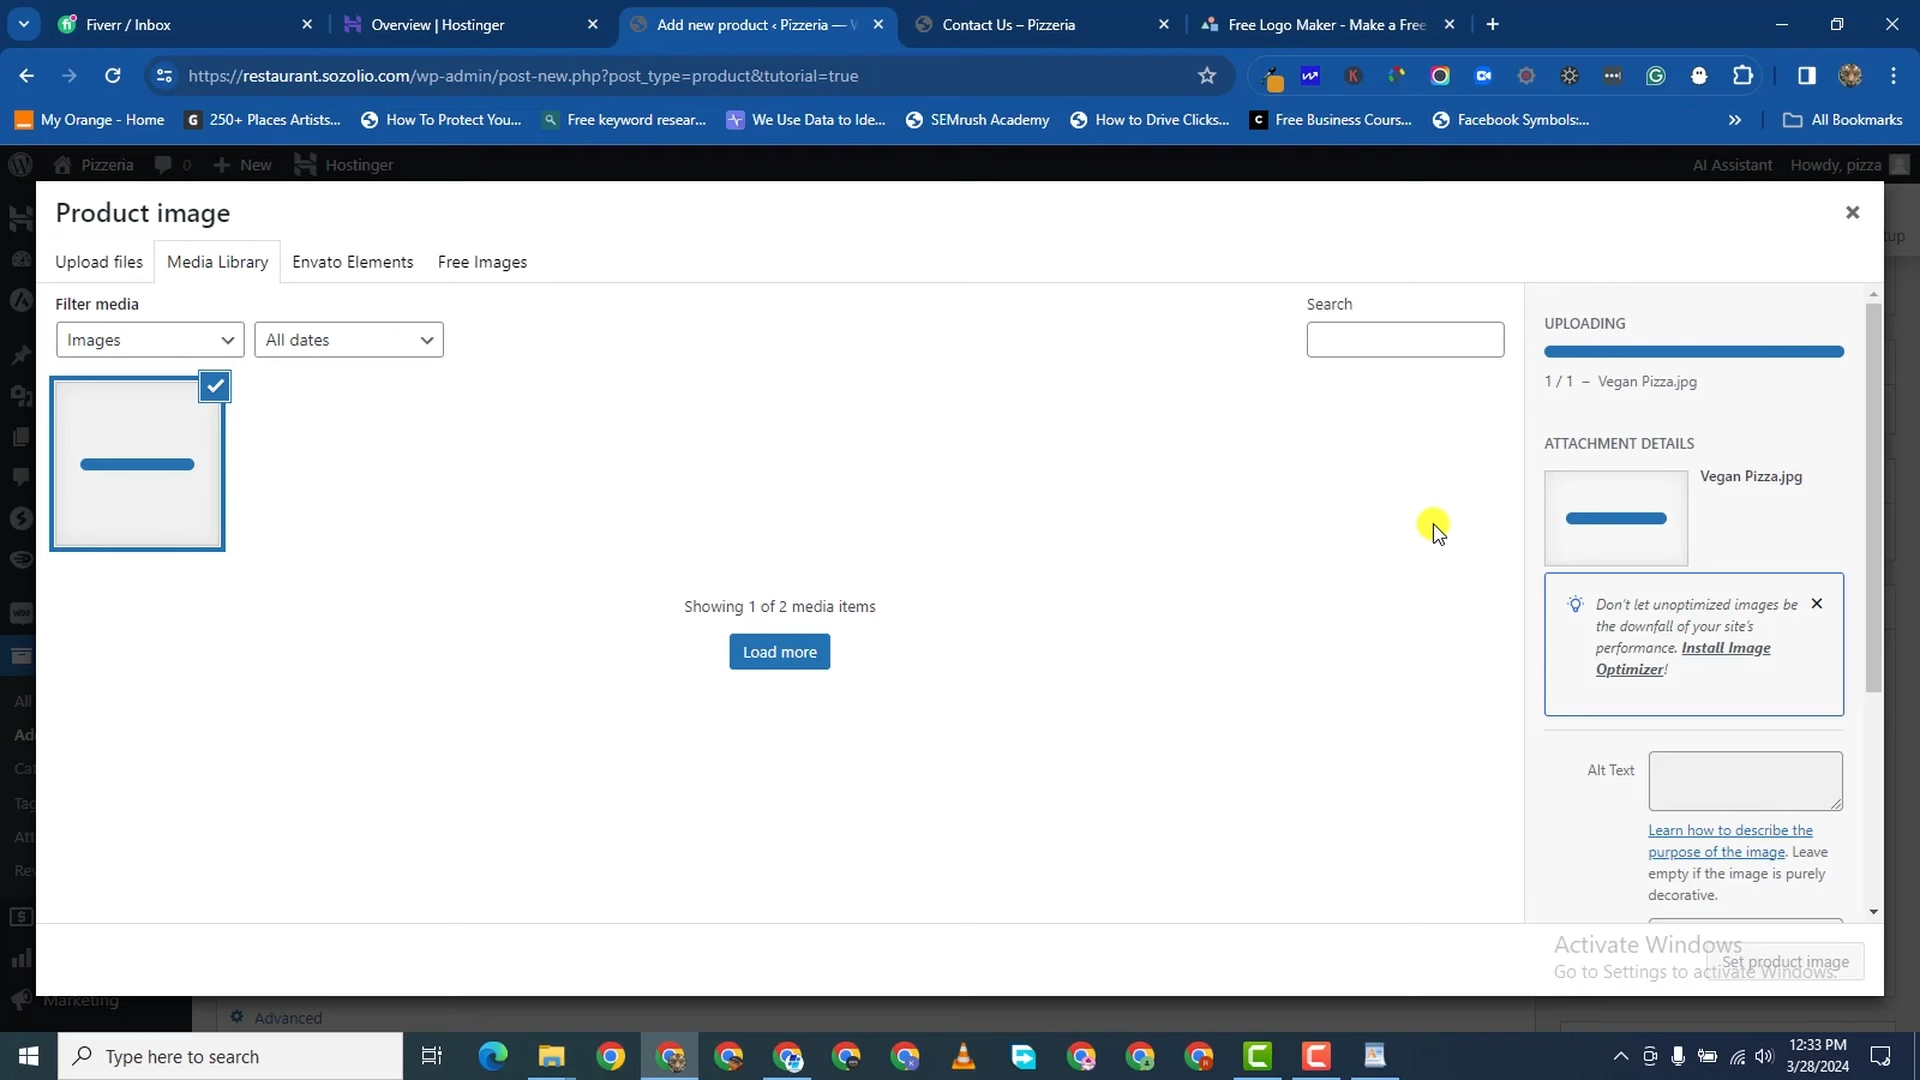 Fiverr / Inbox
Overview | Hostinger
Add new product ‹ Pizzeria —
Contact Us – Pizzeria
Free Logo Maker - Make a Free
https://restaurant.sozolio.com/wp-admin/post-new.php?post_type=product&tutorial=true
My Orange - Home
250+ Places Artists...
How To Protect You...
Free keyword resear...
We Use Data to Ide...
SEMrush Academy
How to Drive Clicks...
Free Business Cours...
Facebook Symbols:...
All Bookmarks
Pizzeria
0
New
Hostinger
AI Assistant
Howdy, pizza
Product image
Upload files
Media Library
Envato Elements
Free Images
Filter media
Images
All dates
Search
UPLOADING
1 / 1 – Vegan Pizza.jpg
ATTACHMENT DETAILS
Vegan Pizza.jpg
Don't let unoptimized images be
the downfall of your site's
performance. Install Image
Optimizer!
Showing 1 of 2 media items
Load more
Alt Text
Learn how to describe the
purpose of the image. Leave
empty if the image is purely
decorative.
Activate Windows
Go to Settings to activate Windows.
Set product image
Marketing
Advanced
Type here to search
12:33 PM
3/28/2024